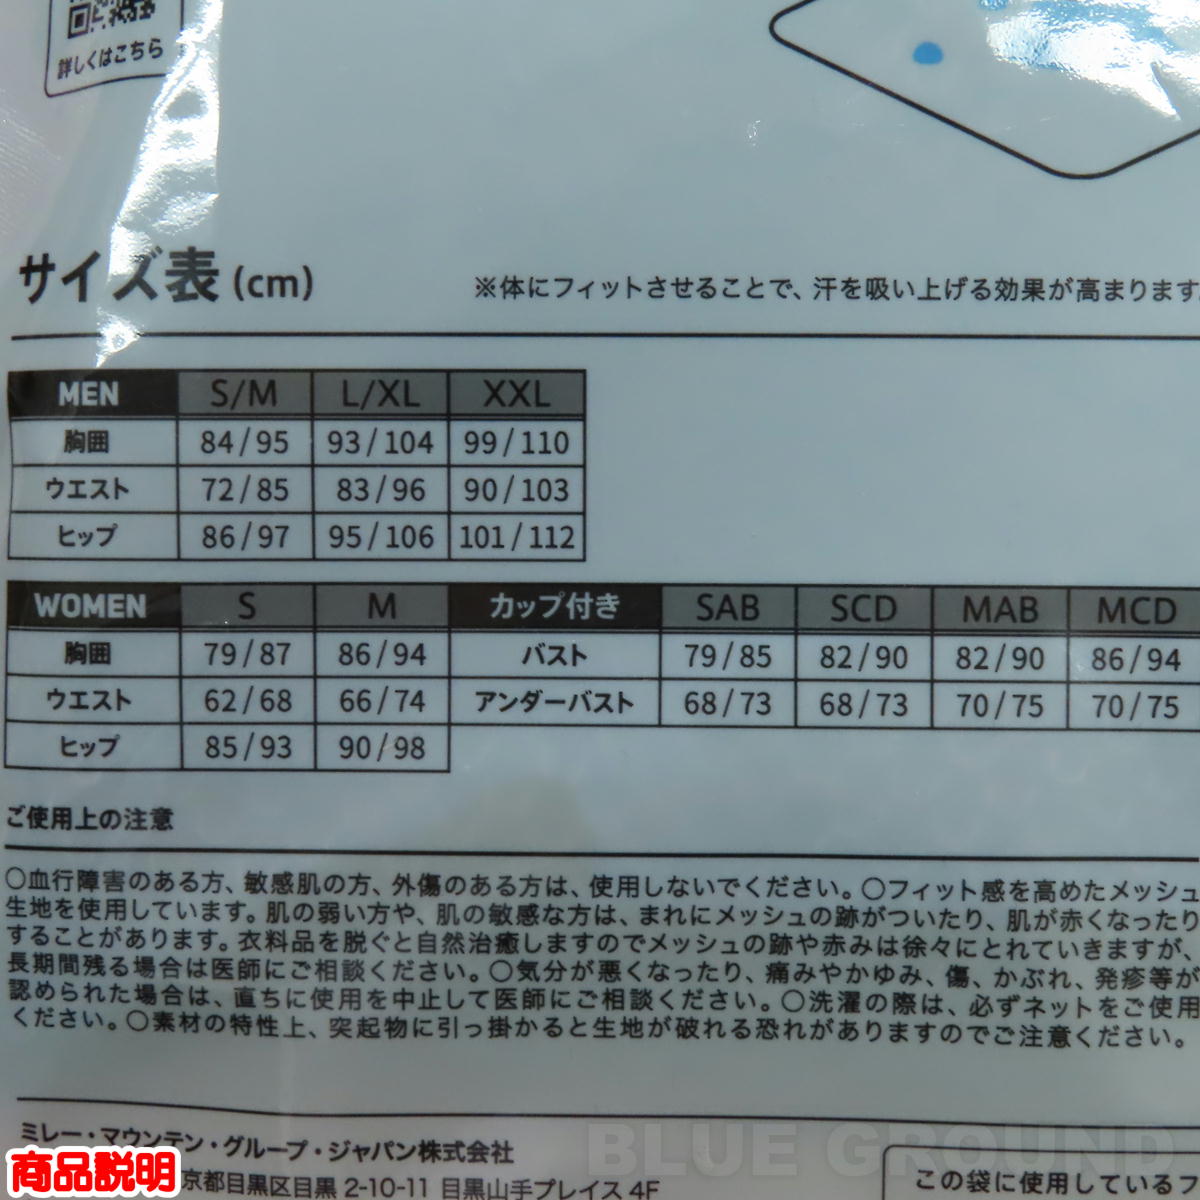 詳しくはこちら
サイズ表 (cm)
※体にフィットさせることで、汗を吸い上げる効果が高まります。
MEN S/M L/XL XXL
胸囲 84/95 93/104 99/110
ウエスト 72/85 83/96 90/103
ヒップ 86/97 95/106 101/112
WOMEN S M カップ付き SAB SCD MAB MCD
胸囲 79/87 86/94 バスト 79/85 82/90 82/90 86/94
ウエスト 62/68 66/74 アンダーバスト 68/73 68/73 70/75 70/75
ヒップ 85/93 90/98
ご使用上の注意
○血行障害のある方、敏感肌の方、外傷のある方は、使用しないでください。○フィット感を高めたメッシュ
生地を使用しています。肌の弱い方や、肌の敏感な方は、まれにメッシュの跡がついたり、肌が赤くなったり
することがあります。衣料品を脱ぐと自然治癒しますのでメッシュの跡や赤みは徐々にとれていきますが、
長期間残る場合は医師にご相談ください。○気分が悪くなったり、痛みやかゆみ、傷、かぶれ、発疹等が
認められた場合は、直ちに使用を中止して医師にご相談ください。○洗濯の際は、必ずネットをご使用
ください。○素材の特性上、突起物に引っ掛かると生地が破れる恐れがありますのでご注意ください。
ミレー・マウンテン・グループ・ジャパン株式会社
京都目黒区目黒 2-10-11 目黒山手プレイス 4F
この袋に使用しているフ
BLUE GROUND
商品説明